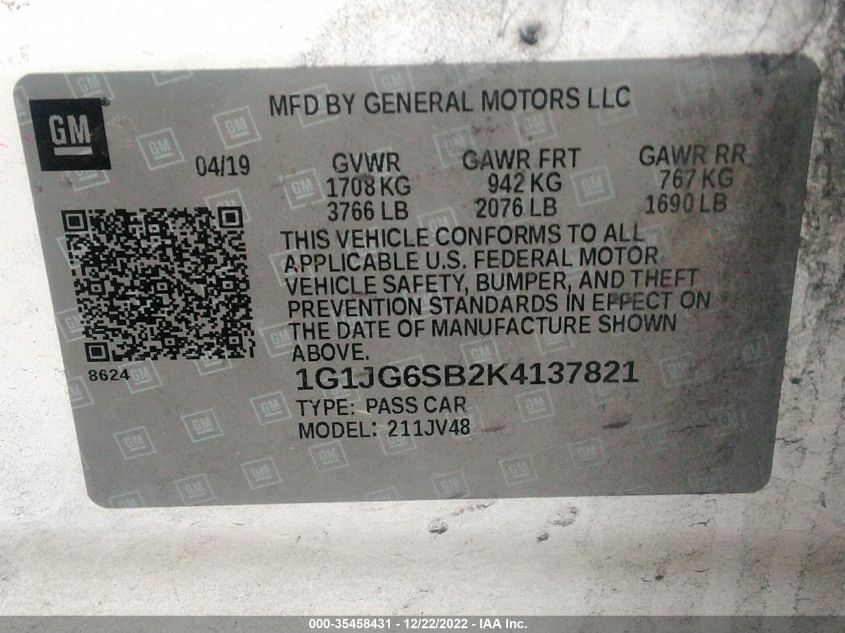 MFD BY GENERAL MOTORS LLC
GM
04/19 GVWR GAWR FRT GAWR RR
1708 KG 942 KG 767 KG
3766 LB 2076 LB 1690 LB
THIS VEHICLE CONFORMS TO ALL
APPLICABLE U.S. FEDERAL MOTOR
VEHICLE SAFETY, BUMPER, AND THEFT
PREVENTION STANDARDS IN EFFECT ON
THE DATE OF MANUFACTURE SHOWN
ABOVE.
8624
1G1JG6SB2K4137821
TYPE: PASS CAR
MODEL: 211JV48
000-35458431 - 12/22/2022 - IAA Inc.